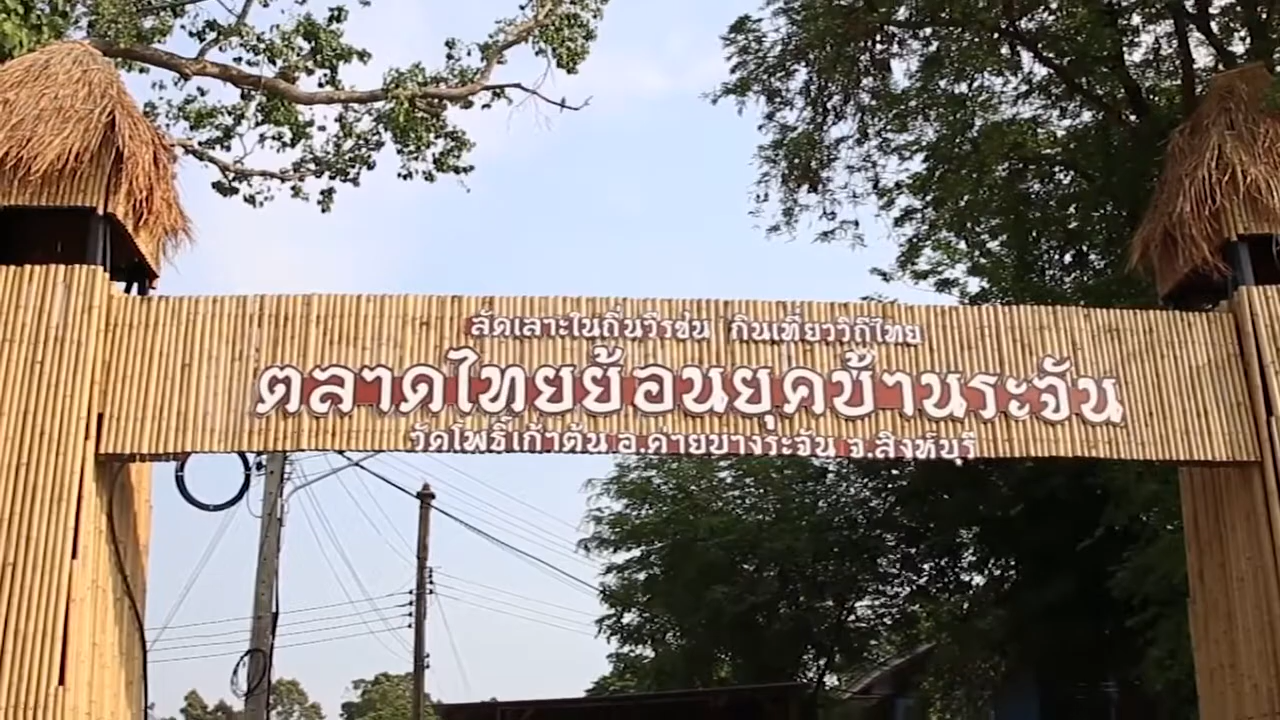 ลัดเลาะในถิ่นวีรชน กินเที่ยววิถีไทย
ตลาดไทยย้อนยุคบ้านระจัน
วัดโพธิ์เก้าต้น อ.ค่ายบางระจัน จ.สิงห์บุรี